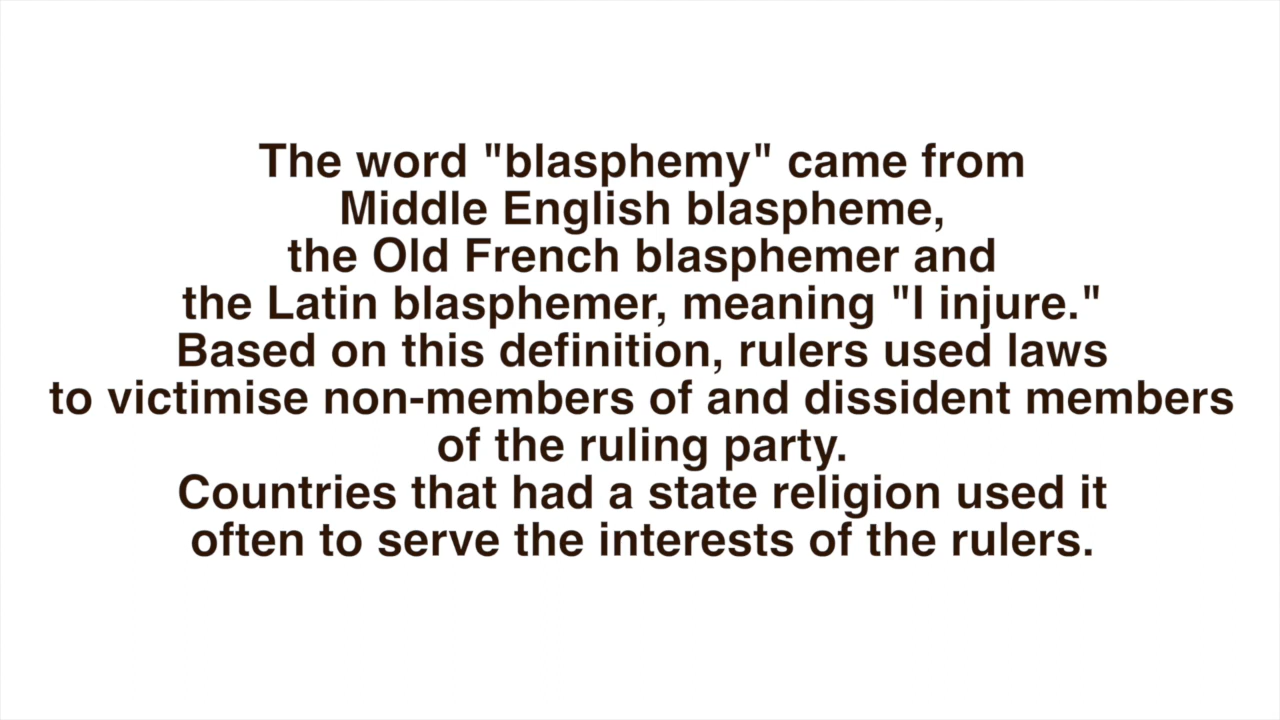 The word "blasphemy" came from
Middle English blaspheme,
the Old French blasphemer and
the Latin blasphemer, meaning "I injure."
Based on this definition, rulers used laws
to victimise non-members of and dissident members
of the ruling party.
Countries that had a state religion used it
often to serve the interests of the rulers.